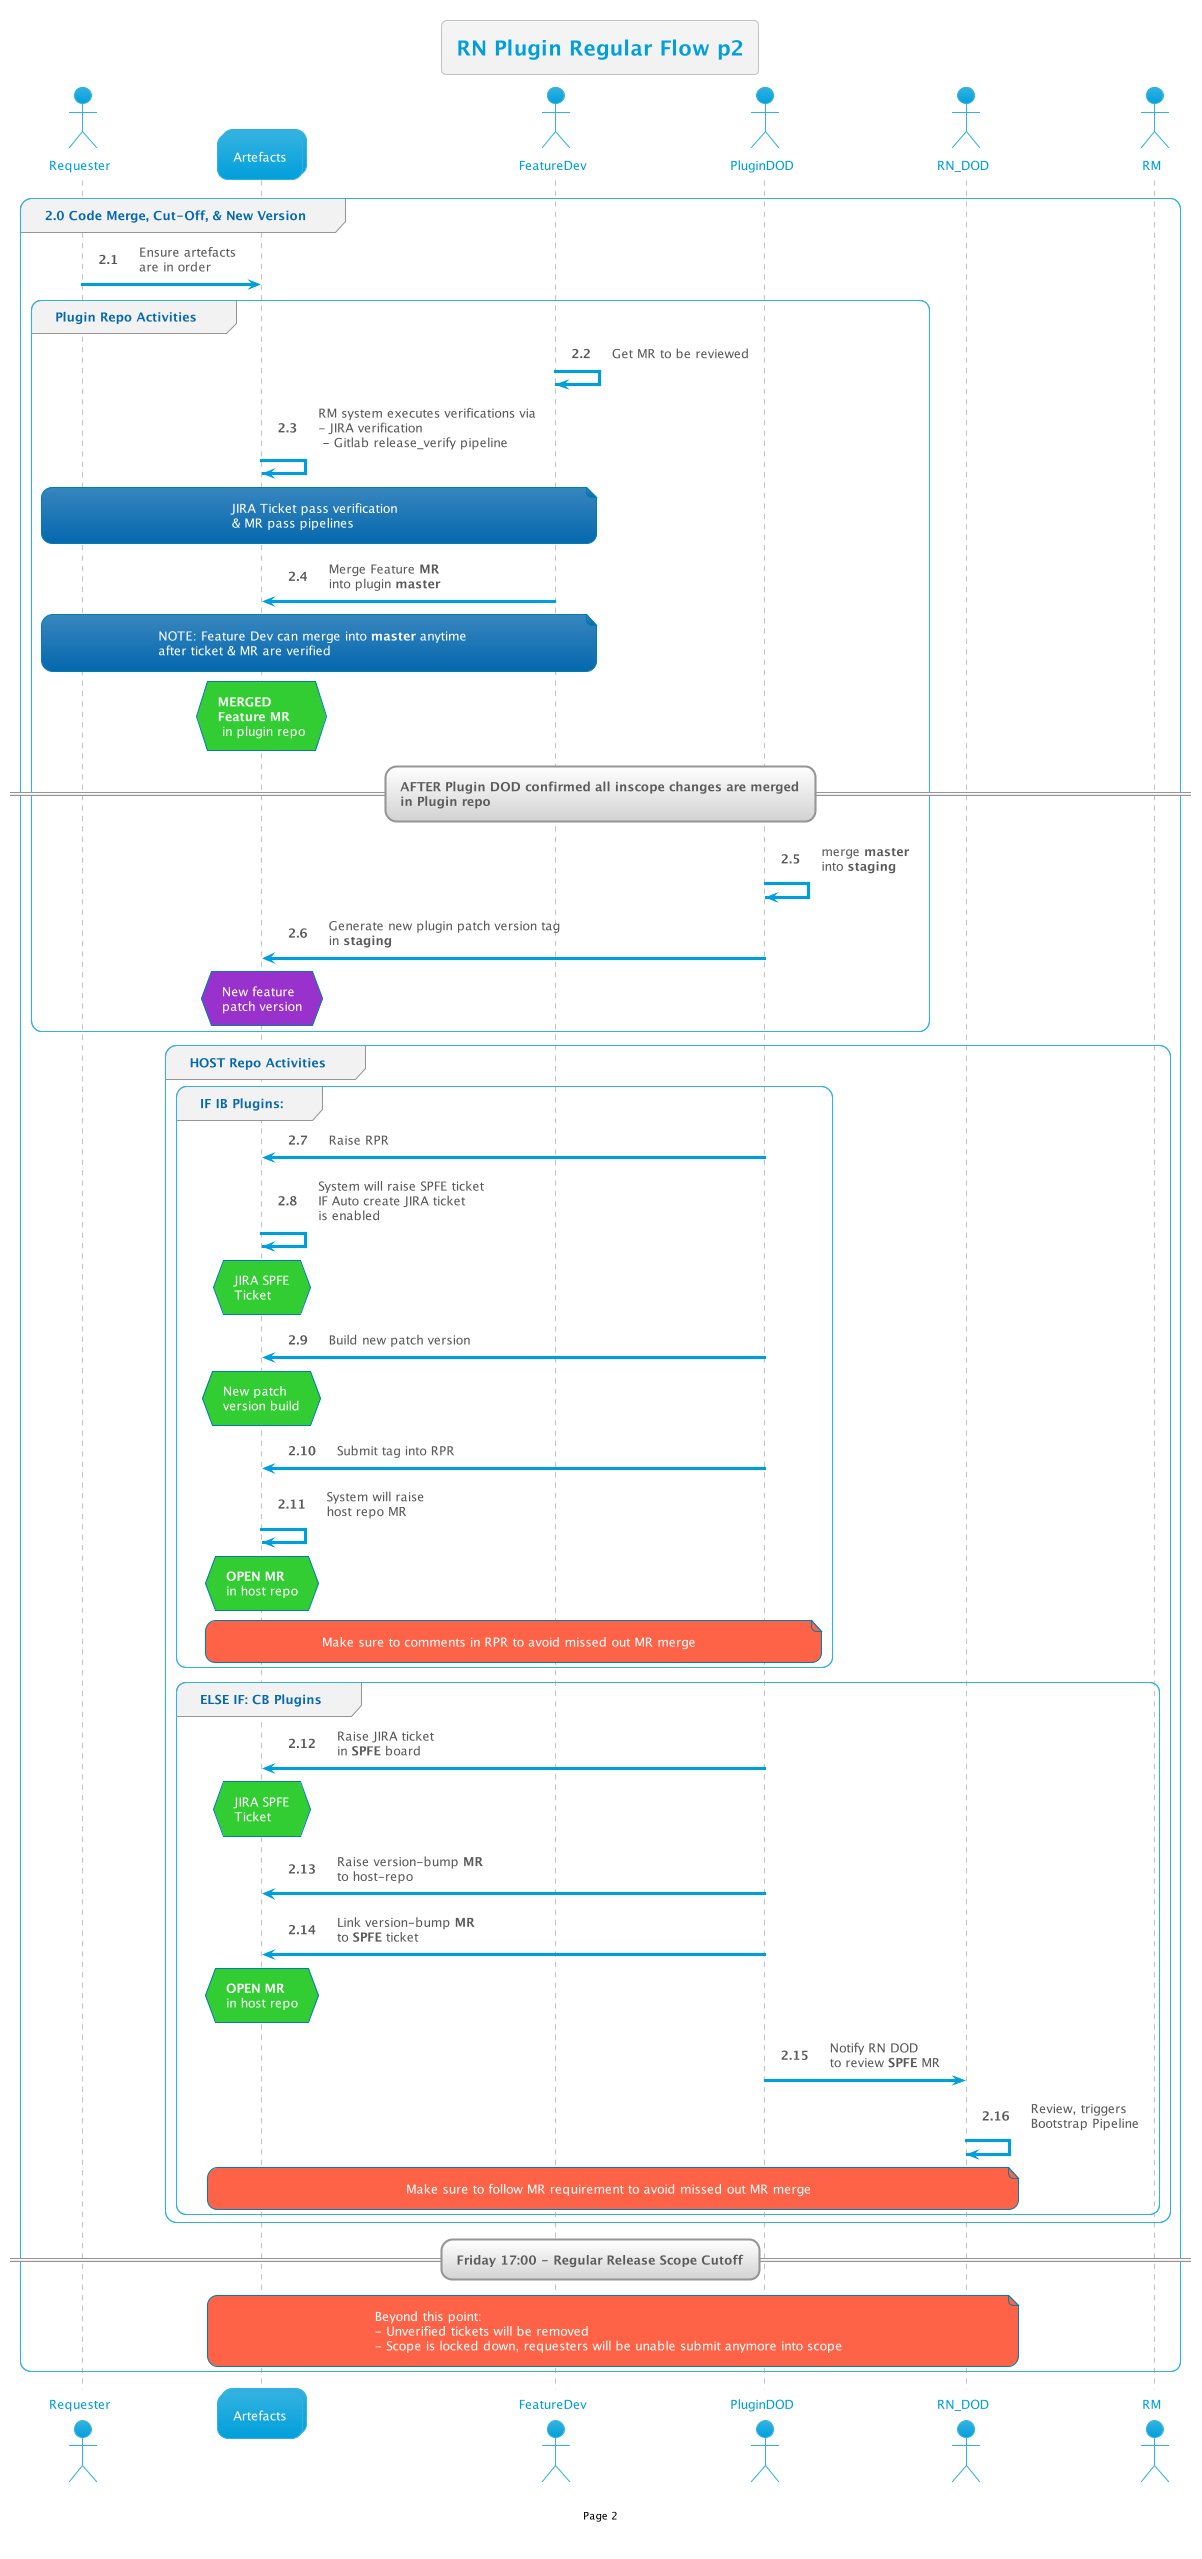 RN Plugin Regular Flow p2
Requester
Artefacts
FeatureDev
PluginDOD
RN_DOD
RM
2.0 Code Merge, Cut-Off, & New Version
2.1 Ensure artefacts
are in order
Plugin Repo Activities
2.2 Get MR to be reviewed
2.3 RM system executes verifications via
- JIRA verification
- Gitlab release_verify pipeline
JIRA Ticket pass verification
& MR pass pipelines
2.4 Merge Feature MR
into plugin master
NOTE: Feature Dev can merge into master anytime
after ticket & MR are verified
MERGED
Feature MR
in plugin repo
AFTER Plugin DOD confirmed all inscope changes are merged
in Plugin repo
2.5 merge master
into staging
2.6 Generate new plugin patch version tag
in staging
New feature
patch version
HOST Repo Activities
IF IB Plugins:
2.7 Raise RPR
2.8 System will raise SPFE ticket
IF Auto create JIRA ticket
is enabled
JIRA SPFE
Ticket
2.9 Build new patch version
New patch
version build
2.10 Submit tag into RPR
2.11 System will raise
host repo MR
OPEN MR
in host repo
Make sure to comments in RPR to avoid missed out MR merge
ELSE IF: CB Plugins
2.12 Raise JIRA ticket
in SPFE board
JIRA SPFE
Ticket
2.13 Raise version-bump MR
to host-repo
2.14 Link version-bump MR
to SPFE ticket
OPEN MR
in host repo
2.15 Notify RN DOD
to review SPFE MR
2.16 Review, triggers
Bootstrap Pipeline
Make sure to follow MR requirement to avoid missed out MR merge
Friday 17:00 - Regular Release Scope Cutoff
Beyond this point:
- Unverified tickets will be removed
- Scope is locked down, requesters will be unable submit anymore into scope
Requester
Artefacts
FeatureDev
PluginDOD
RN_DOD
RM
Page 2